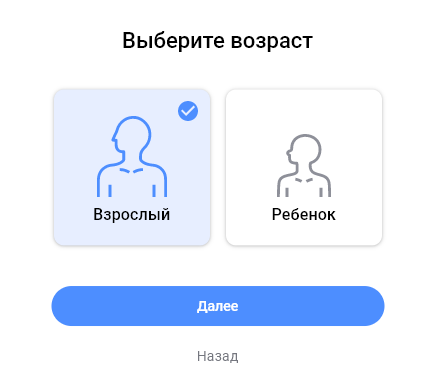 Выберите возраст
Взрослый
Ребенок
Далее
Назад